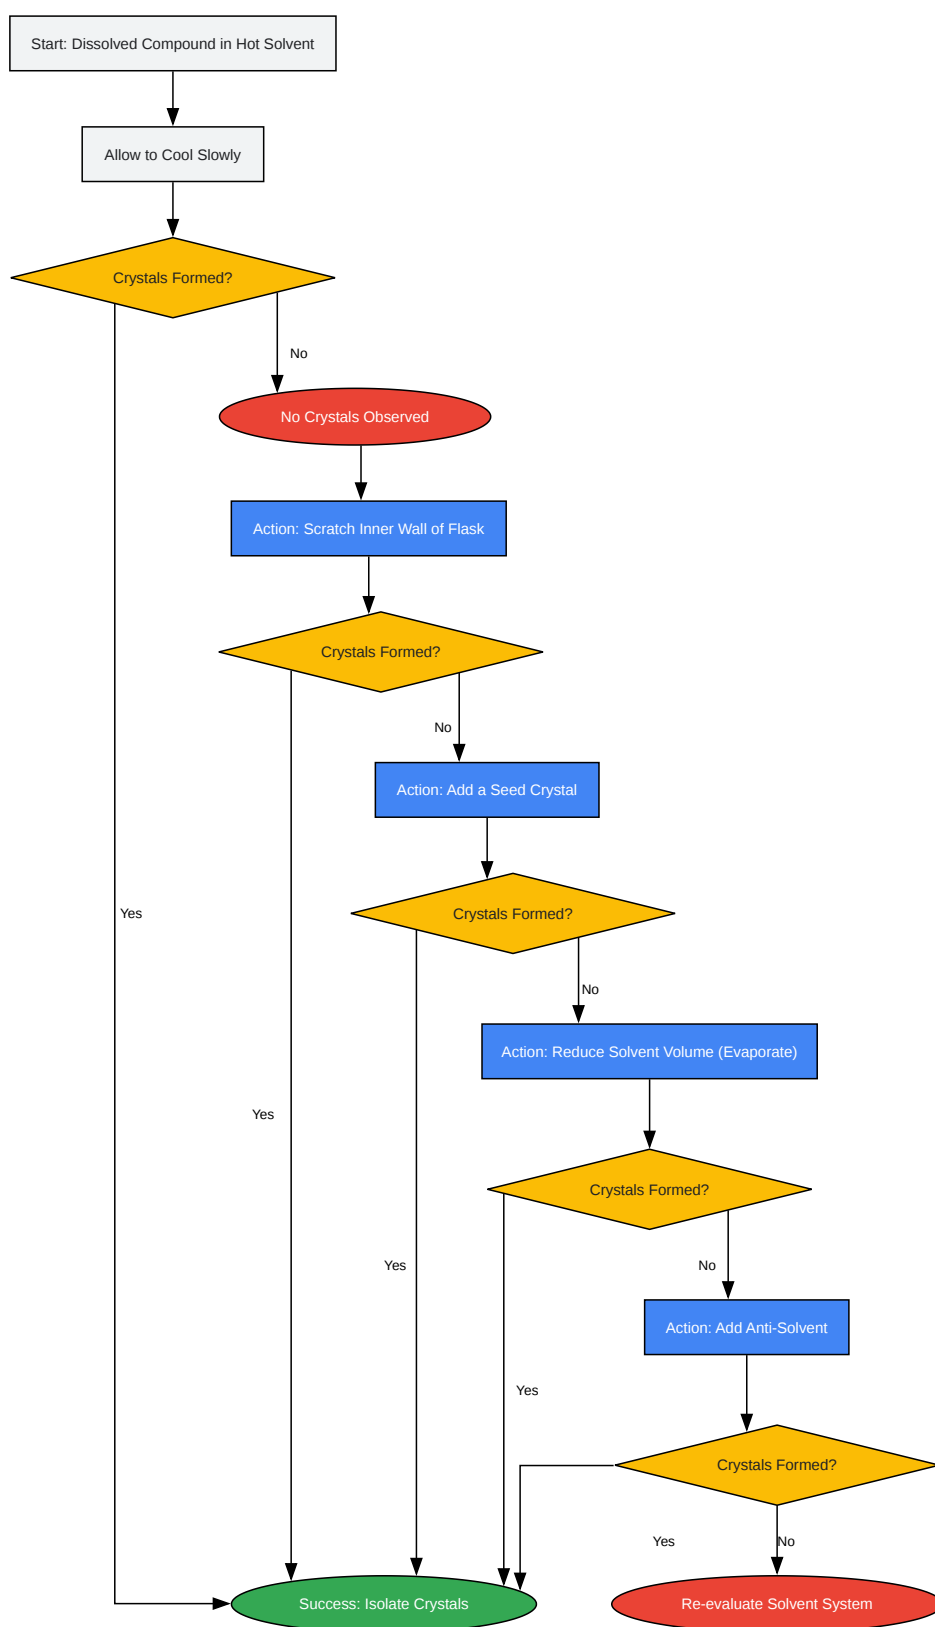 Start: Dissolved Compound in Hot Solvent
Allow to Cool Slowly
Crystals Formed?
No
No Crystals Observed
Action: Scratch Inner Wall of Flask
Crystals Formed?
No
Action: Add a Seed Crystal
Crystals Formed?
Yes
No
Action: Reduce Solvent Volume (Evaporate)
Yes
Crystals Formed?
Yes
No
Action: Add Anti-Solvent
Yes
Crystals Formed?
Yes
No
Success: Isolate Crystals
Re-evaluate Solvent System